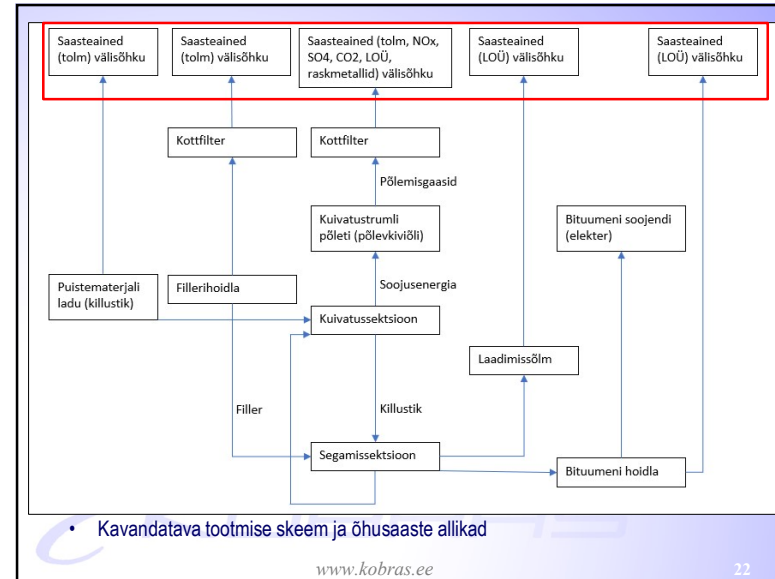 Saasteained
(tolm) välisõhku
Saasteained
(tolm) välisõhku
Saasteained (tolm, NOx,
SO4, CO2, LOÜ,
raskmetallid) välisõhku
Saasteained
(LOÜ) välisõhku
Saasteained
(LOÜ) välisõhku
Kottfilter
Kottfilter
Põlemisgaasid
Kuivatustrumli
põleti (põlevkiviõli)
Bituumeni soojendi
(elekter)
Puistematerjali
ladu (killustik)
Fillerihoidla
Soojusenergia
Kuivatussektsioon
Laadimissõlm
Filler
Killustik
Segamissektsioon
Bituumeni hoidla
• Kavandatava tootmise skeem ja õhusaaste allikad
www.kobras.ee
22